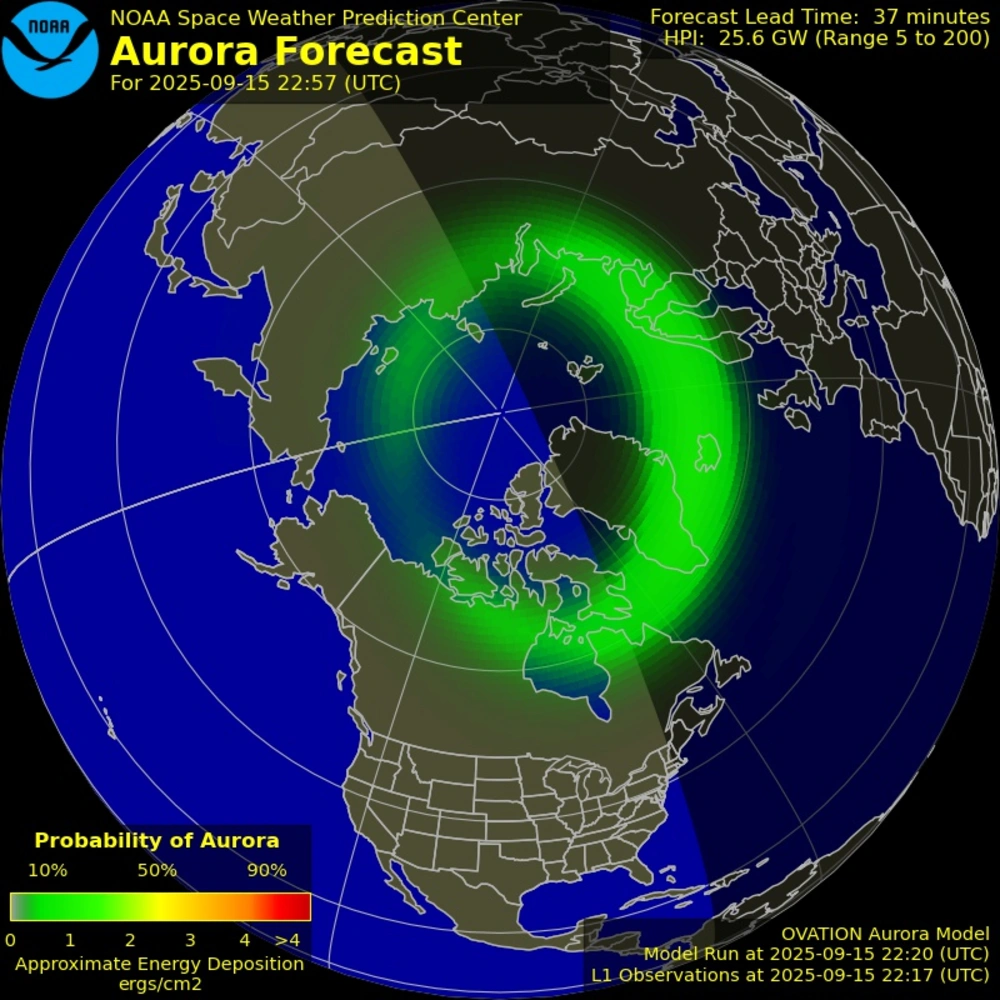 NOAA
NOAA Space Weather Prediction Center
Aurora Forecast
For 2025-09-15 22:57 (UTC)
Forecast Lead Time: 37 minutes
HPI: 25.6 GW (Range 5 to 200)
Probability of Aurora
10% 50% 90%
0 1 2 3 4 >4
Approximate Energy Deposition
ergs/cm2
OVATION Aurora Model
Model Run at 2025-09-15 22:20 (UTC)
L1 Observations at 2025-09-15 22:17 (UTC)